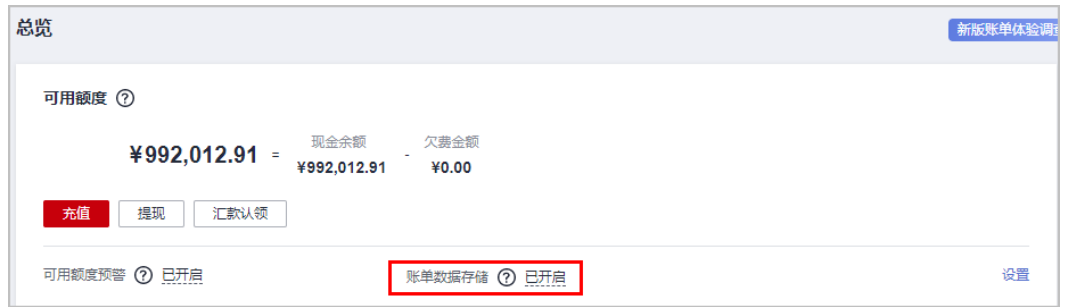 总览
新版账单体验调
可用额度 ?
现金余额 欠费金额
¥992,012.91 = ¥992,012.91 - ¥0.00
充值 提现 汇款认领
可用额度预警 ? 已开启 账单数据存储 ? 已开启 设置